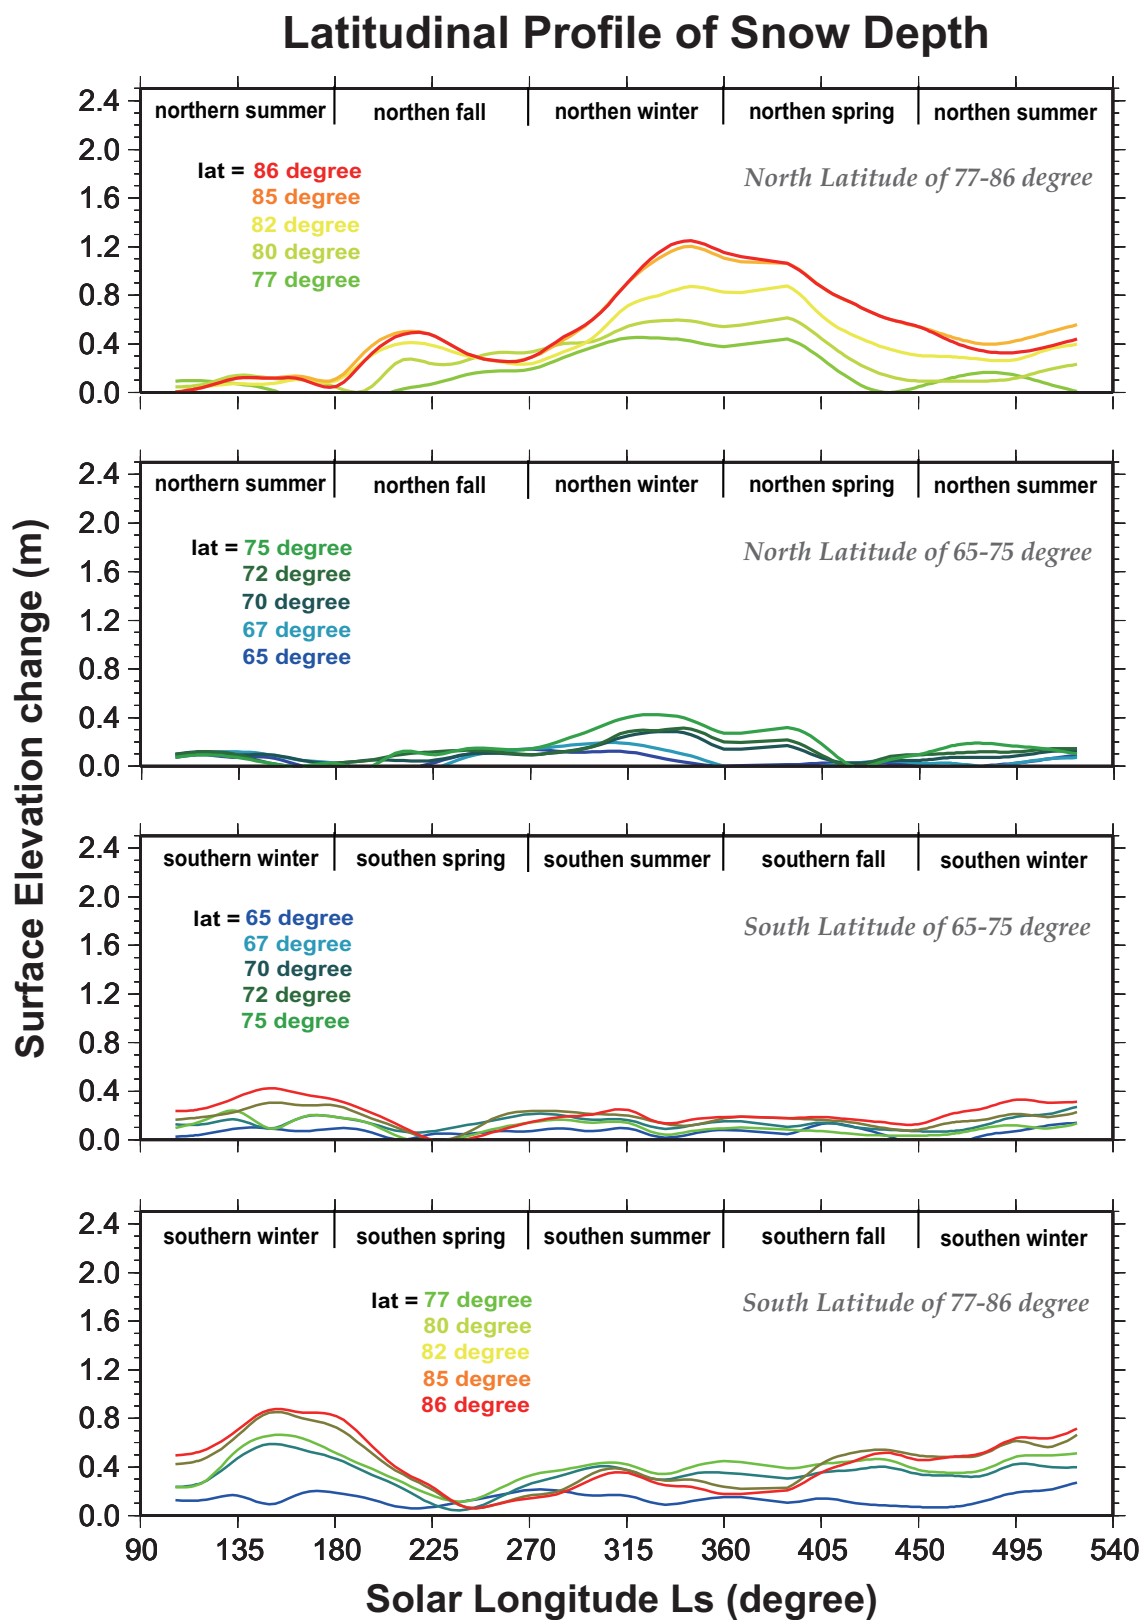 Latitudinal Profile of Snow Depth
northern summer northen fall northen winter northen spring northen summer
lat = 86 degree
85 degree
82 degree
80 degree
77 degree
North Latitude of 77-86 degree
2.4
2.0
1.6
1.2
0.8
0.4
0.0
northern summer northen fall northen winter northen spring northen summer
lat = 75 degree
72 degree
70 degree
67 degree
65 degree
North Latitude of 65-75 degree
2.4
2.0
1.6
1.2
0.8
0.4
0.0
Surface Elevation change (m)
southern winter southen spring southen summer southern fall southen winter
lat = 65 degree
67 degree
70 degree
72 degree
75 degree
South Latitude of 65-75 degree
2.4
2.0
1.6
1.2
0.8
0.4
0.0
southern winter southen spring southen summer southern fall southen winter
lat = 77 degree
80 degree
82 degree
85 degree
86 degree
South Latitude of 77-86 degree
2.4
2.0
1.6
1.2
0.8
0.4
0.0
90 135 180 225 270 315 360 405 450 495 540
Solar Longitude Ls (degree)